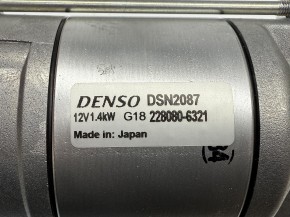 DENSO DSN2087
12V1.4kW G18 228080-6321
Made in: Japan